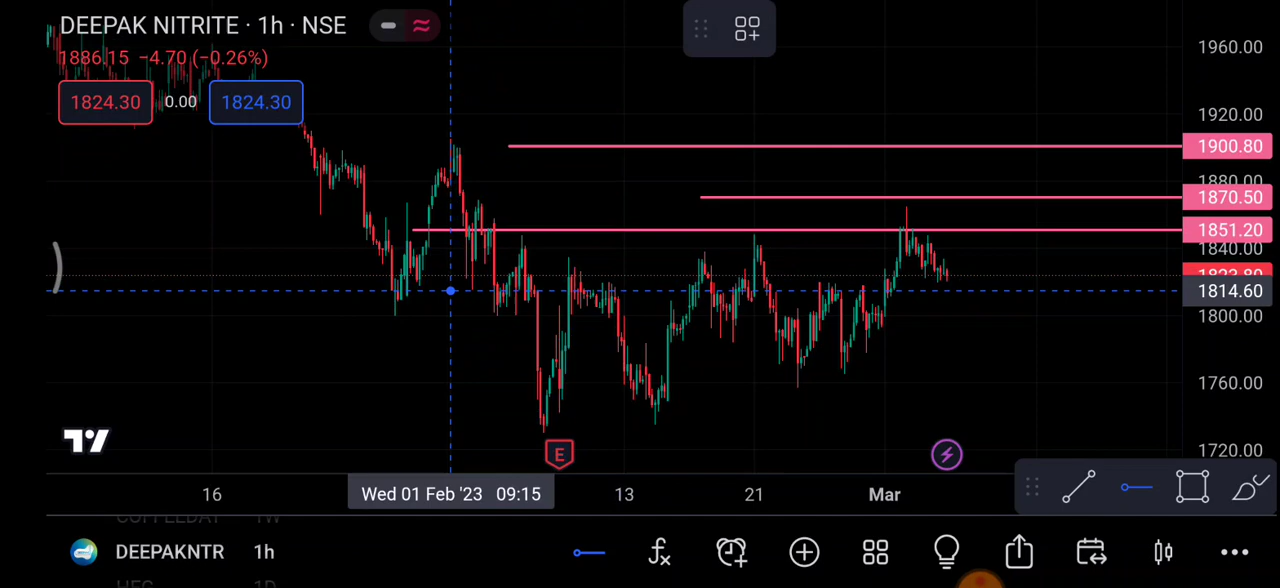 DEEPAK NITRITE · 1h · NSE
1886.15 −4.70 (−0.26%)
1824.30 0.00 1824.30
1960.00
1920.00
1900.80
1880.00
1870.50
1851.20
1840.00
1814.60
1800.00
1760.00
1720.00
E
16 Wed 01 Feb '23 09:15 13 21 Mar
DEEPAKNTR 1h